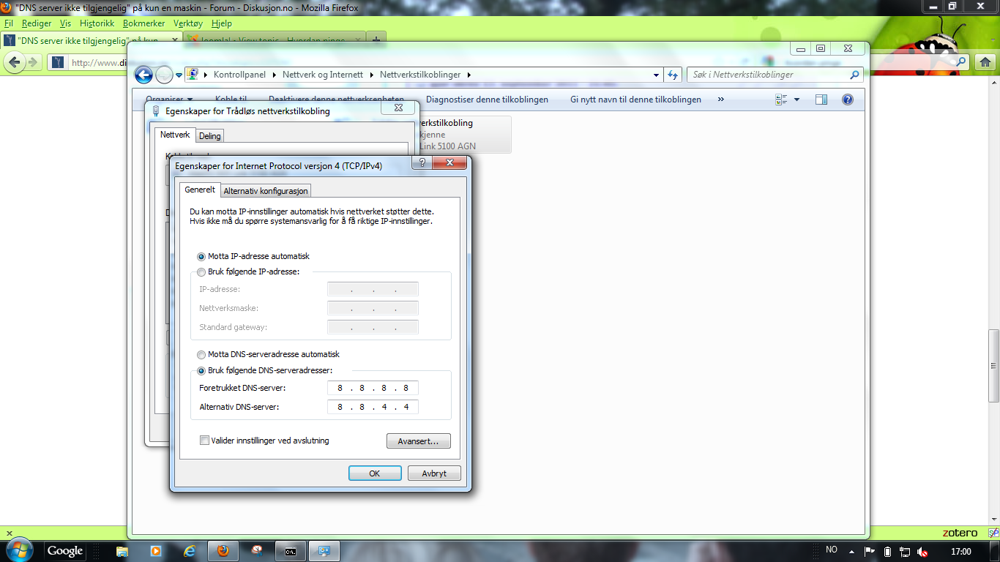 "DNS server ikke tilgjengelig" på kun en maskin - Forum - Diskusjon.no - Mozilla Firefox
Fil Rediger Vis Historikk Bokmerker Verktøy Hjelp
"DNS server ikke tilgjengelig" på kun
Joomla! • View topic - Hvordan pinge
http://www.di
Kontrollpanel Nettverk og Internett Nettverkstilkoblinger
Søk i Nettverkstilkoblinger
Organiser Koble til Deaktivere denne nettverksenheten Diagnostiser denne tilkoblingen Gi nytt navn til denne tilkoblingen »
Egenskaper for Trådløs nettverkstilkobling
verkstilkobling
kjenne
Link 5100 AGN
Nettverk Deling
Egenskaper for Internet Protocol versjon 4 (TCP/IPv4)
Generelt Alternativ konfigurasjon
Du kan motta IP-innstillinger automatisk hvis nettverket støtter dette.
Hvis ikke må du spørre systemansvarlig for å få riktige IP-innstillinger.
Motta IP-adresse automatisk
Bruk følgende IP-adresse:
IP-adresse: . . .
Nettverksmaske: . . .
Standard gateway: . . .
Motta DNS-serveradresse automatisk
Bruk følgende DNS-serveradresser:
Foretrukket DNS-server: 8 . 8 . 8 . 8
Alternativ DNS-server: 8 . 8 . 4 . 4
Valider innstillinger ved avslutning
Avansert...
OK Avbryt
zotero
Google
C:\.
NO
17:00